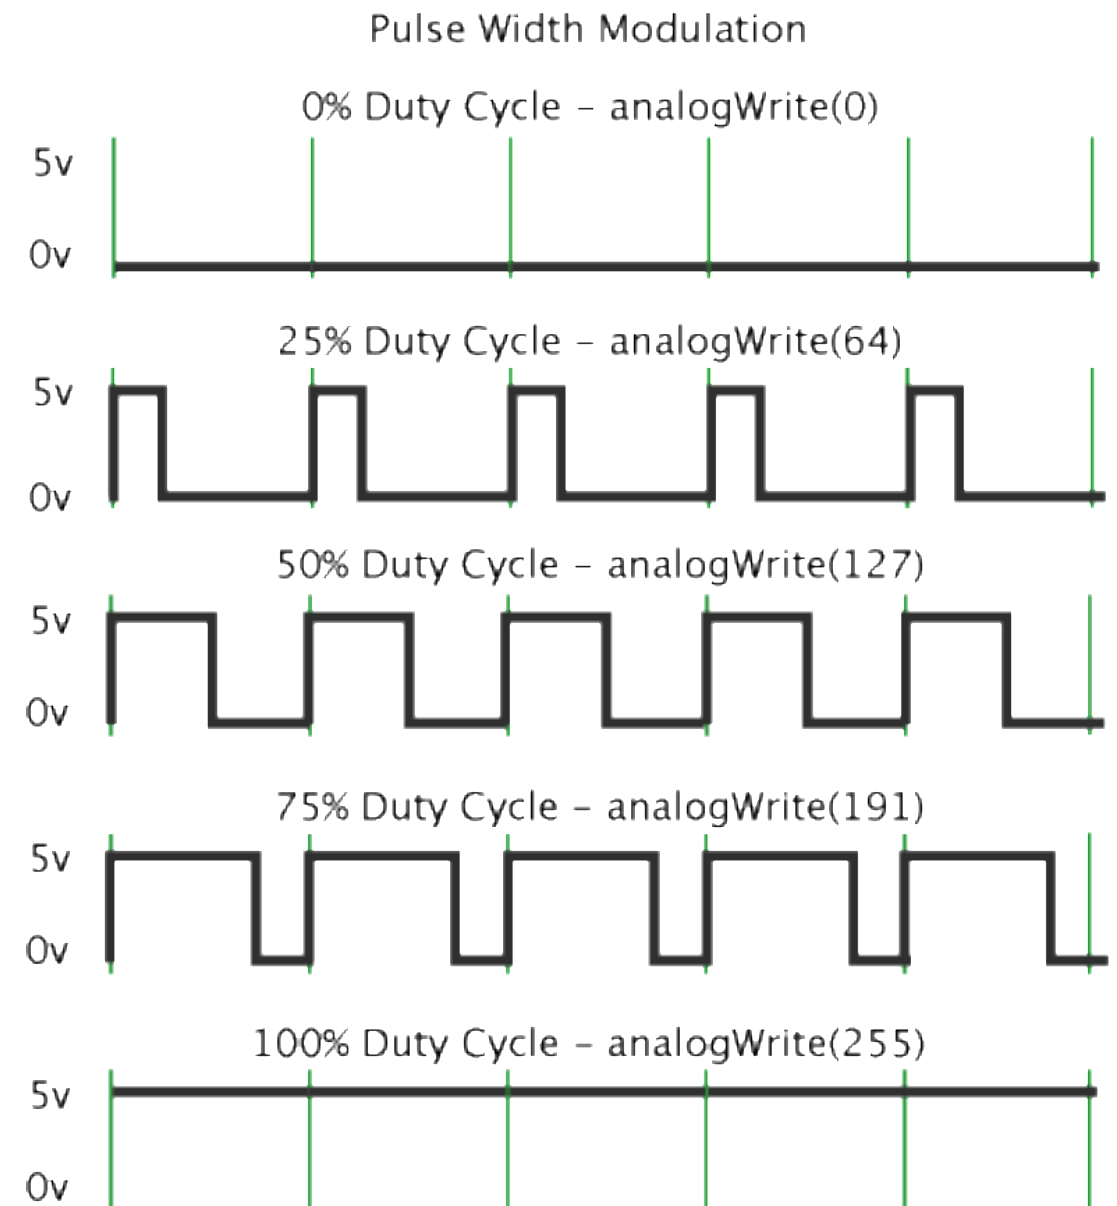 Pulse Width Modulation
0% Duty Cycle – analogWrite(0)
5v
0v
25% Duty Cycle – analogWrite(64)
5v
0v
50% Duty Cycle – analogWrite(127)
5v
0v
75% Duty Cycle – analogWrite(191)
5v
0v
100% Duty Cycle – analogWrite(255)
5v
0v